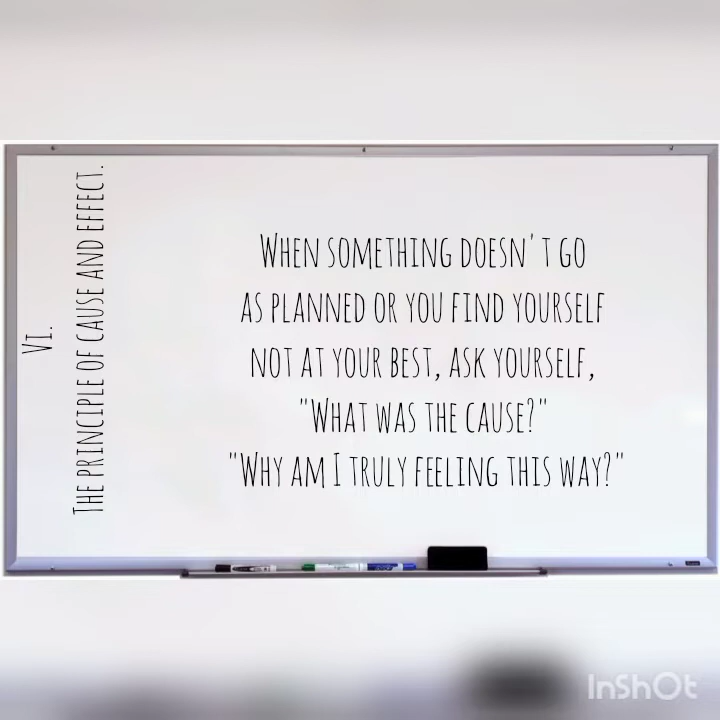 VI.
THE PRINCIPLE OF CAUSE AND EFFECT.
WHEN SOMETHING DOESN'T GO
AS PLANNED OR YOU FIND YOURSELF
NOT AT YOUR BEST, ASK YOURSELF,
"WHAT WAS THE CAUSE?"
"WHY AM I TRULY FEELING THIS WAY?"
InShOt